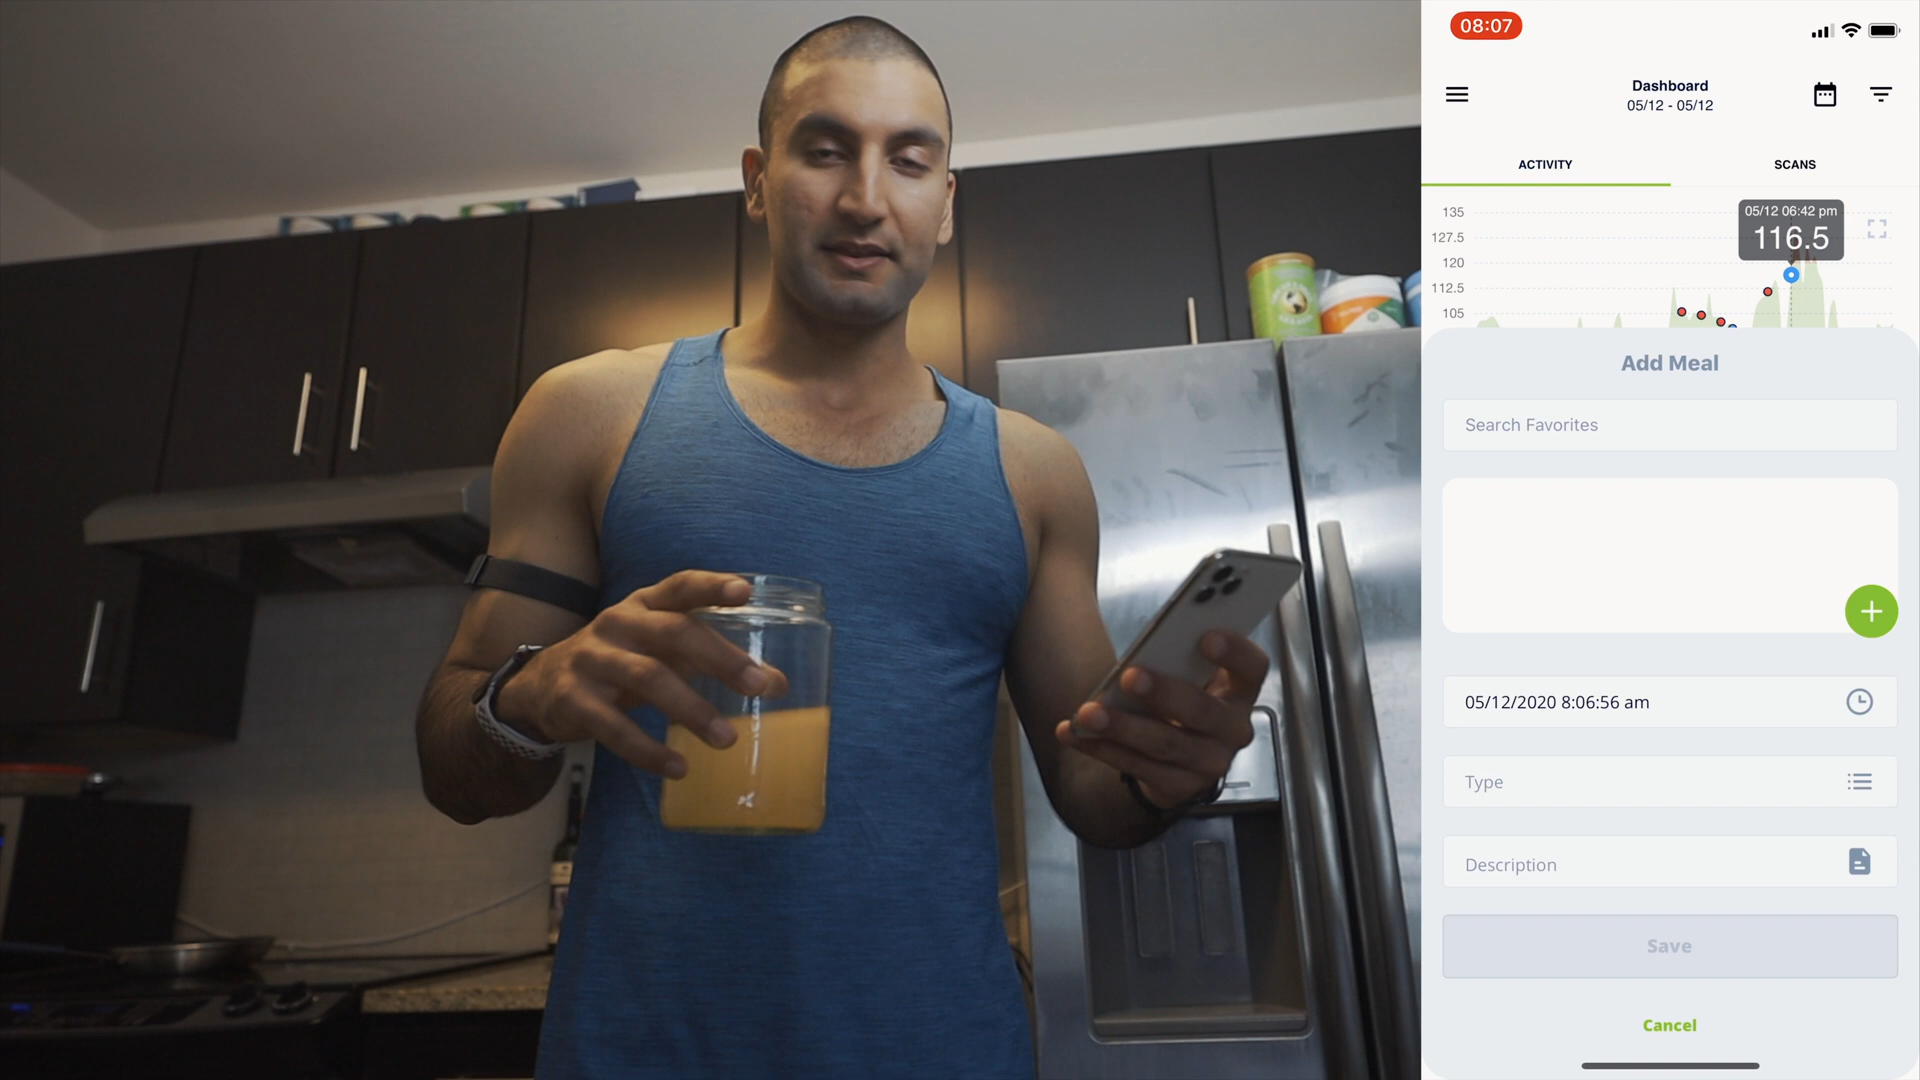 08:07
Dashboard
05/12 - 05/12
ACTIVITY
SCANS
135
127.5
120
112.5
105
05/12 06:42 pm
116.5
Add Meal
Search Favorites
05/12/2020 8:06:56 am
Type
Description
Save
Cancel